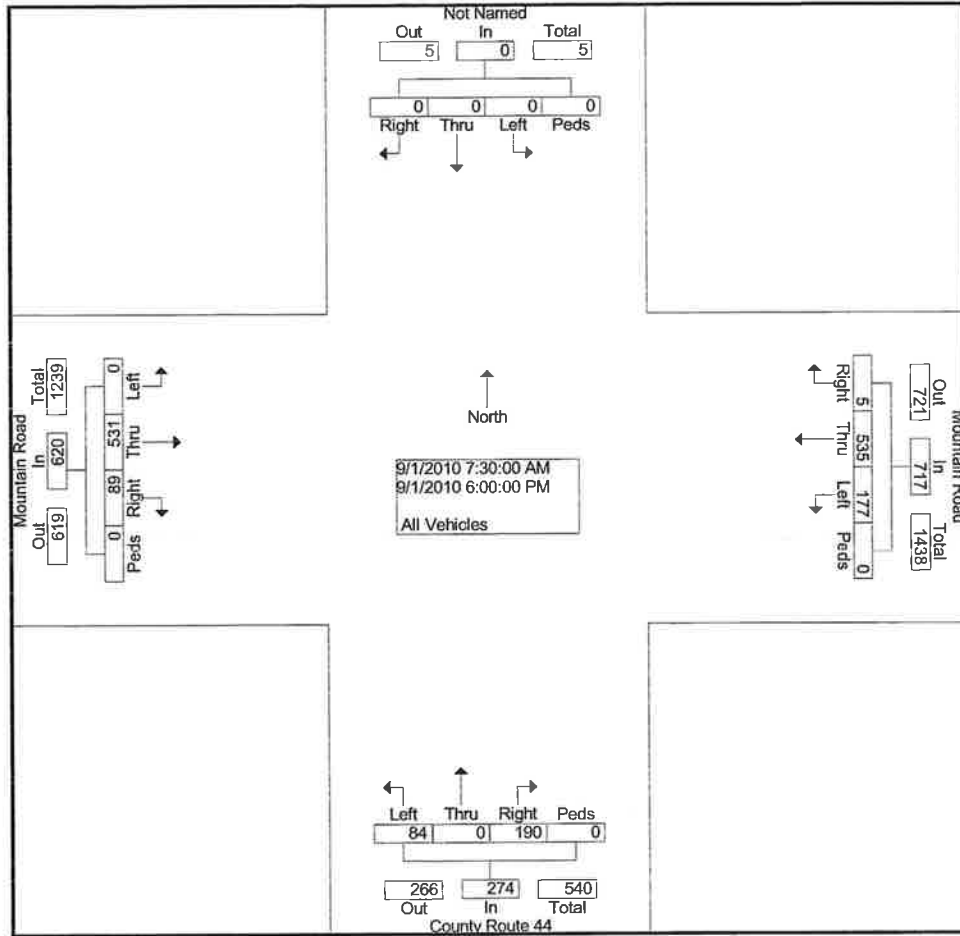 Not Named
Out In Total
5 0 5
0 0 0 0
Right Thru Left Peds
Mountain Road
Total In Out
1239 620 619
0 531 89 0
Left Thru Right Peds
North
9/1/2010 7:30:00 AM
9/1/2010 6:00:00 PM
All Vehicles
Mountain Road
Out In Total
721 717 1438
5 535 177 0
Right Thru Left Peds
Left Thru Right Peds
84 0 190 0
266 274 540
Out In Total
County Route 44